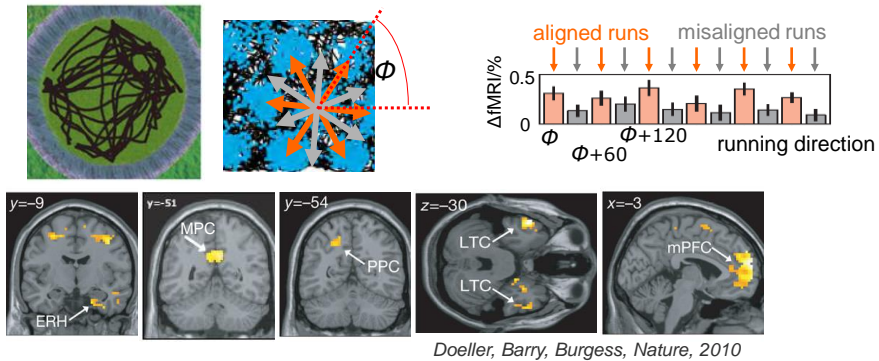 Φ
aligned runs misaligned runs
ΔfMRI/%
0.5
0
Φ
Φ+60
Φ+120
running direction
y=−9
ERH
y=−51
MPC
y=−54
PPC
z=−30
LTC
LTC
x=−3
mPFC
Doeller, Barry, Burgess, Nature, 2010